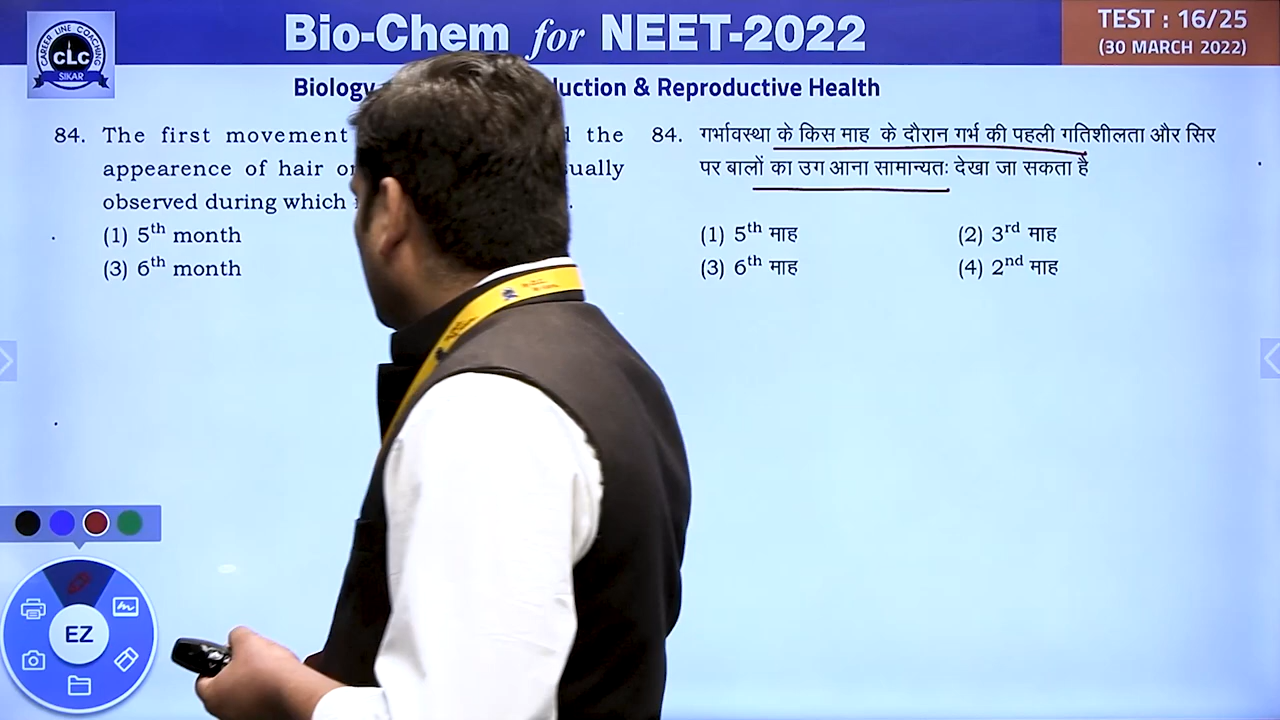 Bio-Chem for NEET-2022
TEST : 16/25
(30 MARCH 2022)
CAREER LINE COACHING
CLC
SIKAR
Biology uction & Reproductive Health
84. The first movement the
appearence of hair sually
observed during which
(1) 5th month
(3) 6th month
84. गर्भावस्था के किस माह के दौरान गर्भ की पहली गतिशीलता और सिर
पर बालों का उग आना सामान्यतः देखा जा सकता है
(1) 5th माह (2) 3rd माह
(3) 6th माह (4) 2nd माह
EZ